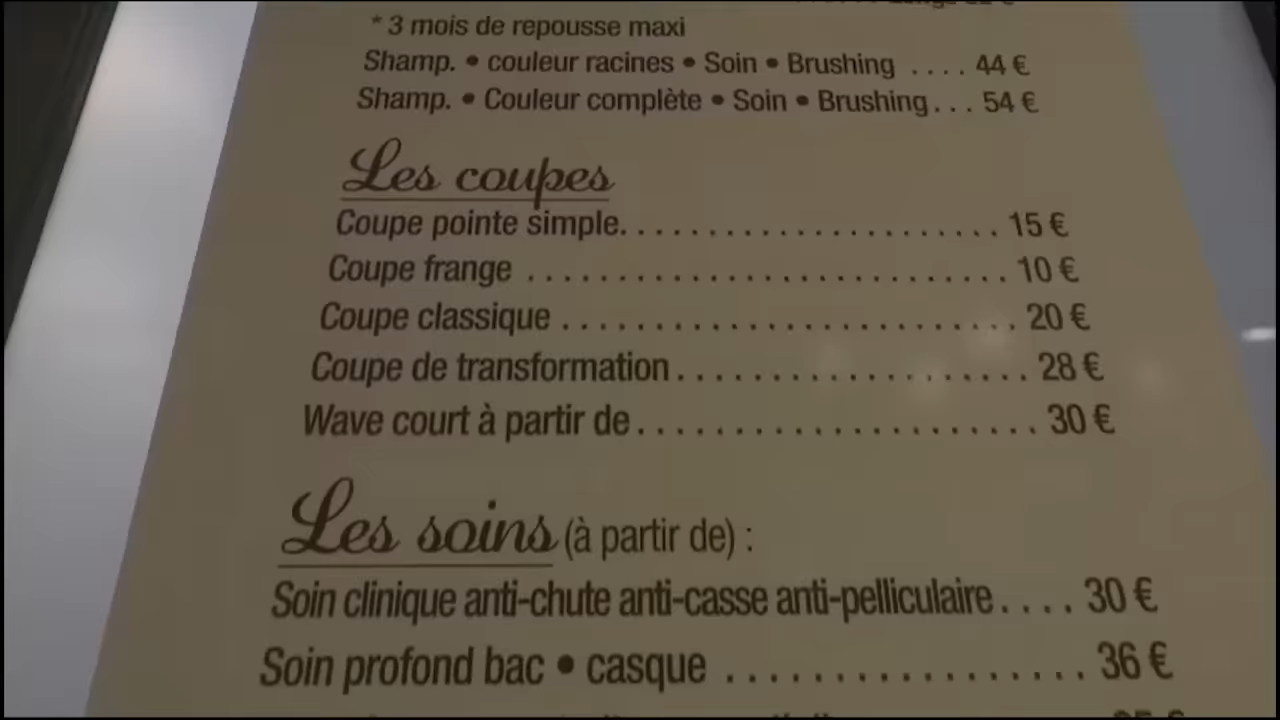 * 3 mois de repousse maxi
Shamp. • couleur racines • Soin • Brushing .... 44 €
Shamp. • Couleur complète • Soin • Brushing... 54 €
Les coupes
Coupe pointe simple...................... 15 €
Coupe frange ............................ 10 €
Coupe classique .......................... 20 €
Coupe de transformation................... 28 €
Wave court à partir de..................... 30 €
Les soins (à partir de) :
Soin clinique anti-chute anti-casse anti-pelliculaire.... 30 €
Soin profond bac • casque ................. 36 €